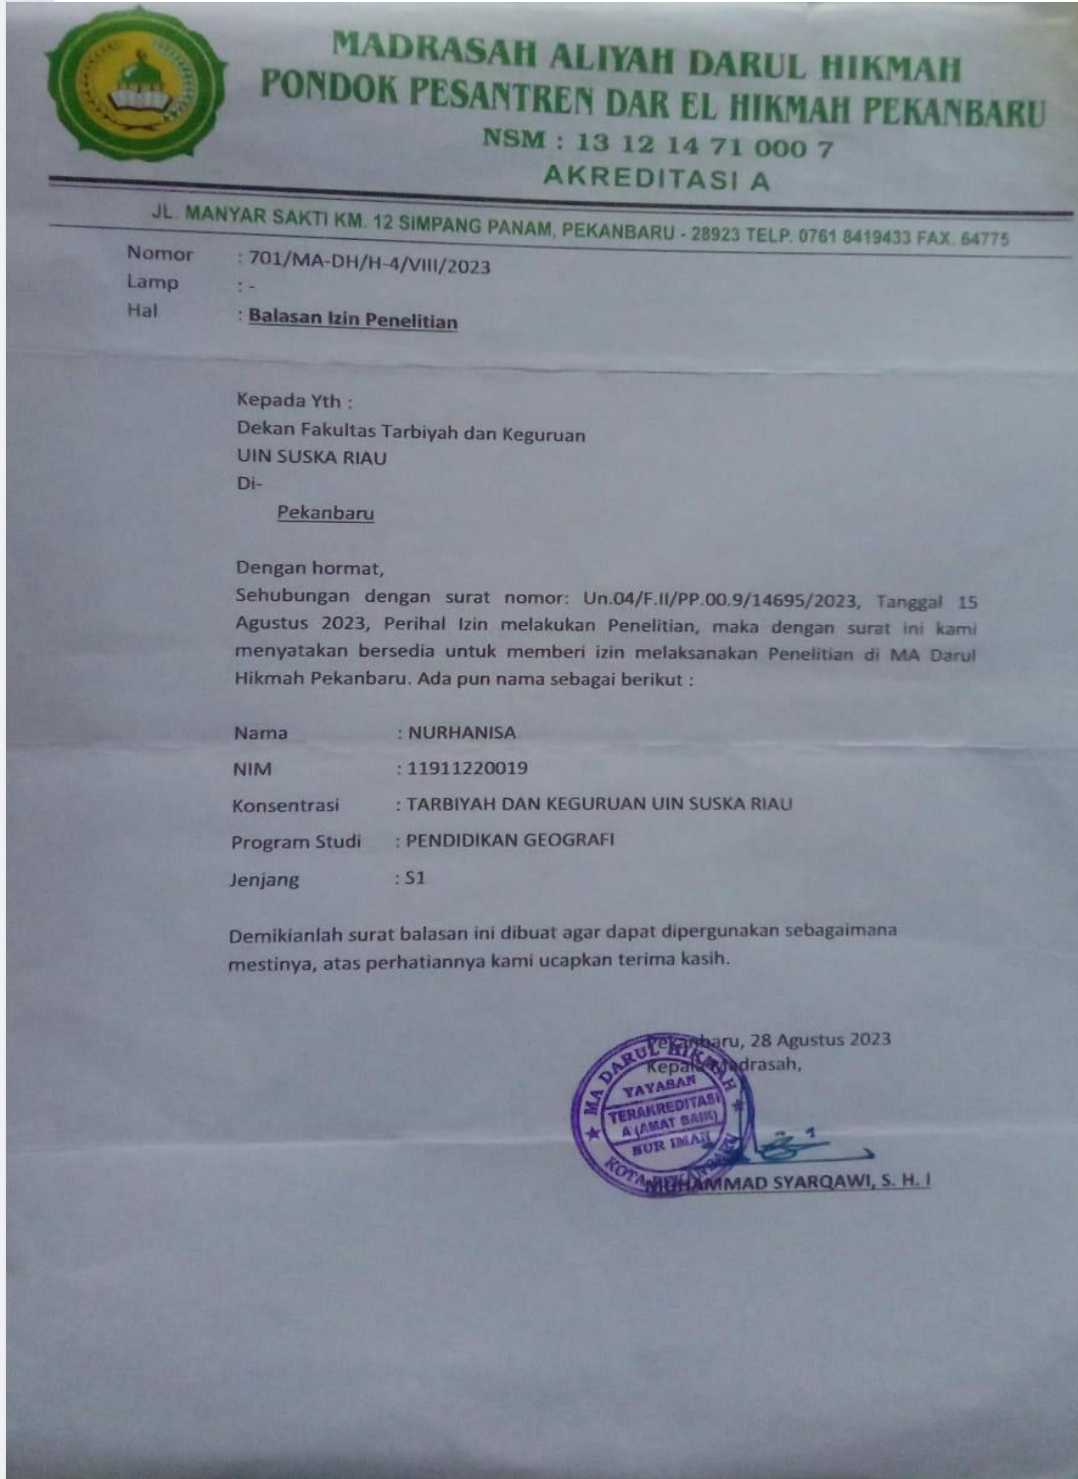 MADRASAH ALIYAH DARUL HIKMAH
PONDOK PESANTREN DAR EL HIKMAH PEKANBARU
NSM : 13 12 14 71 000 7
AKREDITASI A
JL. MANYAR SAKTI KM. 12 SIMPANG PANAM, PEKANBARU - 28923 TELP. 0761 8419433 FAX. 64775
Nomor : 701/MA-DH/H-4/VIII/2023
Lamp : -
Hal : Balasan Izin Penelitian
Kepada Yth :
Dekan Fakultas Tarbiyah dan Keguruan
UIN SUSKA RIAU
Di-
Pekanbaru
Dengan hormat,
Sehubungan dengan surat nomor: Un.04/F.II/PP.00.9/14695/2023, Tanggal 15
Agustus 2023, Perihal Izin melakukan Penelitian, maka dengan surat ini kami
menyatakan bersedia untuk memberi izin melaksanakan Penelitian di MA Darul
Hikmah Pekanbaru. Ada pun nama sebagai berikut :
Nama : NURHANISA
NIM : 11911220019
Konsentrasi : TARBIYAH DAN KEGURUAN UIN SUSKA RIAU
Program Studi : PENDIDIKAN GEOGRAFI
Jenjang : S1
Demikianlah surat balasan ini dibuat agar dapat dipergunakan sebagaimana
mestinya, atas perhatiannya kami ucapkan terima kasih.
Pekanbaru, 28 Agustus 2023
Kepala Madrasah,
MA DARUL HIKMAH
YAYASAN
TERAKREDITASI
A (AMAT BAIK)
NUR IMAN
KOTA PEKANBARU
MUHAMMAD SYARQAWI, S. H. I